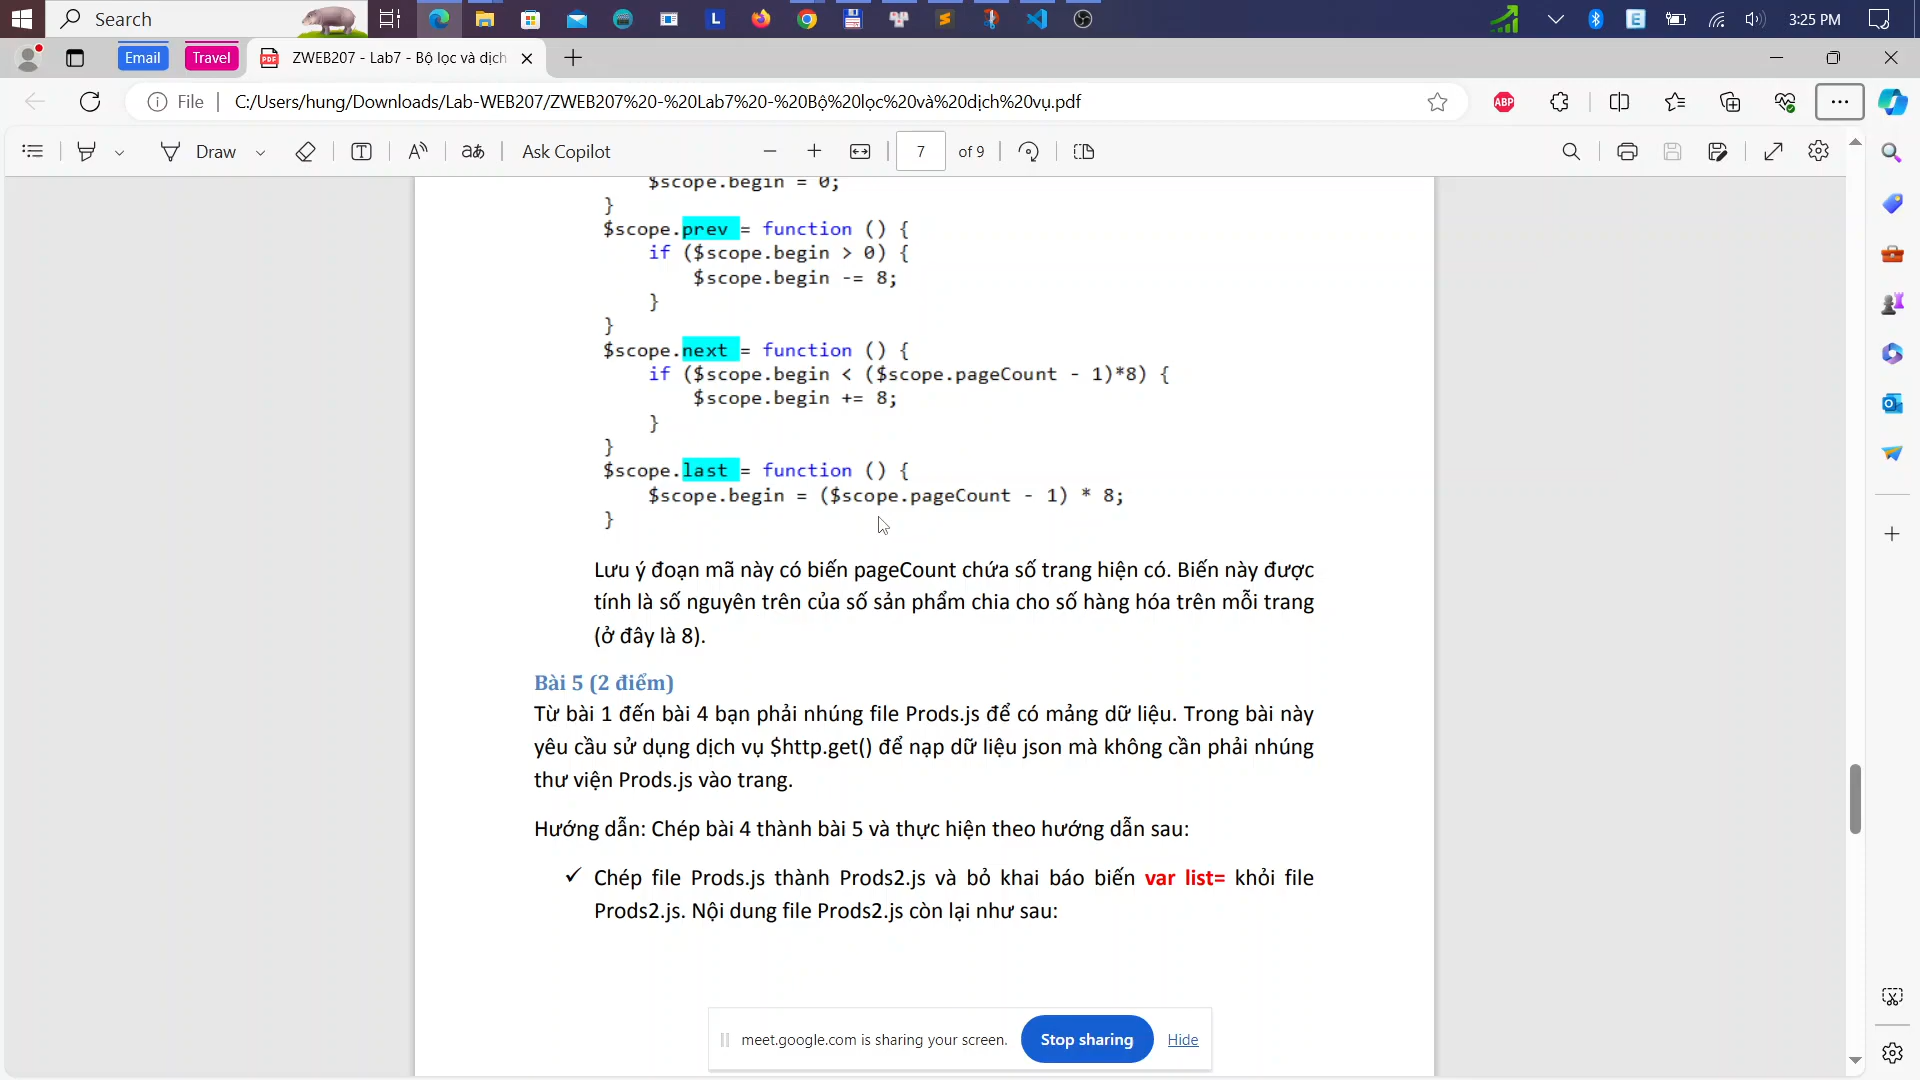 Search
3:25 PM
Email
Travel
ZWEB207 - Lab7 - Bộ lọc và dịch
File
C:/Users/hung/Downloads/Lab-WEB207/ZWEB207%20-%20Lab7%20-%20Bộ%20lọc%20và%20dịch%20vụ.pdf
ABP
Draw
Ask Copilot
7
of 9
$scope.begin = 0;
}
$scope.prev = function () {
if ($scope.begin > 0) {
$scope.begin -= 8;
}
}
$scope.next = function () {
if ($scope.begin < ($scope.pageCount - 1)*8) {
$scope.begin += 8;
}
}
$scope.last = function () {
$scope.begin = ($scope.pageCount - 1) * 8;
}
Lưu ý đoạn mã này có biến pageCount chứa số trang hiện có. Biến này được
tính là số nguyên trên của số sản phẩm chia cho số hàng hóa trên mỗi trang
(ở đây là 8).
Bài 5 (2 điểm)
Từ bài 1 đến bài 4 bạn phải nhúng file Prods.js để có mảng dữ liệu. Trong bài này
yêu cầu sử dụng dịch vụ $http.get() để nạp dữ liệu json mà không cần phải nhúng
thư viện Prods.js vào trang.
Hướng dẫn: Chép bài 4 thành bài 5 và thực hiện theo hướng dẫn sau:
✓ Chép file Prods.js thành Prods2.js và bỏ khai báo biến var list= khỏi file
Prods2.js. Nội dung file Prods2.js còn lại như sau:
meet.google.com is sharing your screen.
Stop sharing
Hide